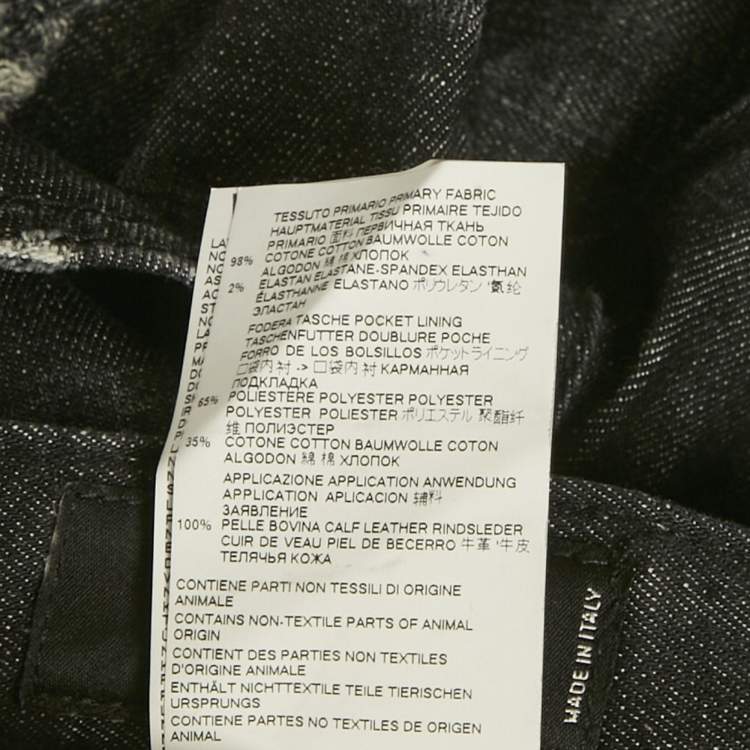 TESSUTO PRIMARIO PRIMARY FABRIC
HAUPTMATERIAL TISSU PRIMAIRE TEJIDO
PRIMARIO 面料 ПЕРВИЧНАЯ ТКАНЬ
98% COTONE COTTON BAUMWOLLE COTON
ALGODON 綿 棉 ХЛОПОК
2% ELASTAN ELASTANE-SPANDEX ELASTHAN
ÉLASTHANNE ELASTANO ポリウレタン '氨纶
ЭЛАСТАН
FODERA TASCHE POCKET LINING
TASCHENFUTTER DOUBLURE POCHE
FORRO DE LOS BOLSILLOS ポケットライニング
口袋内衬 -> 口袋内衬 КАРМАННАЯ
ПОДКЛАДКА
65% POLIESTERE POLYESTER POLYESTER
POLYESTER POLIESTER ポリエステル 聚酯纤
维 ПОЛИЭСТЕР
35% COTONE COTTON BAUMWOLLE COTON
ALGODON 綿 棉 ХЛОПОК
APPLICAZIONE APPLICATION ANWENDUNG
APPLICATION APLICACION 辅料
ЗАЯВЛЕНИЕ
100% PELLE BOVINA CALF LEATHER RINDSLEDER
CUIR DE VEAU PIEL DE BECERRO 牛革 '牛皮
ТЕЛЯЧЬЯ КОЖА
CONTIENE PARTI NON TESSILI DI ORIGINE
ANIMALE
CONTAINS NON-TEXTILE PARTS OF ANIMAL
ORIGIN
CONTIENT DES PARTIES NON TEXTILES
D'ORIGINE ANIMALE
ENTHÄLT NICHTTEXTILE TEILE TIERISCHEN
URSPRUNGS
CONTIENE PARTES NO TEXTILES DE ORIGEN
ANIMAL
MADE IN ITALY